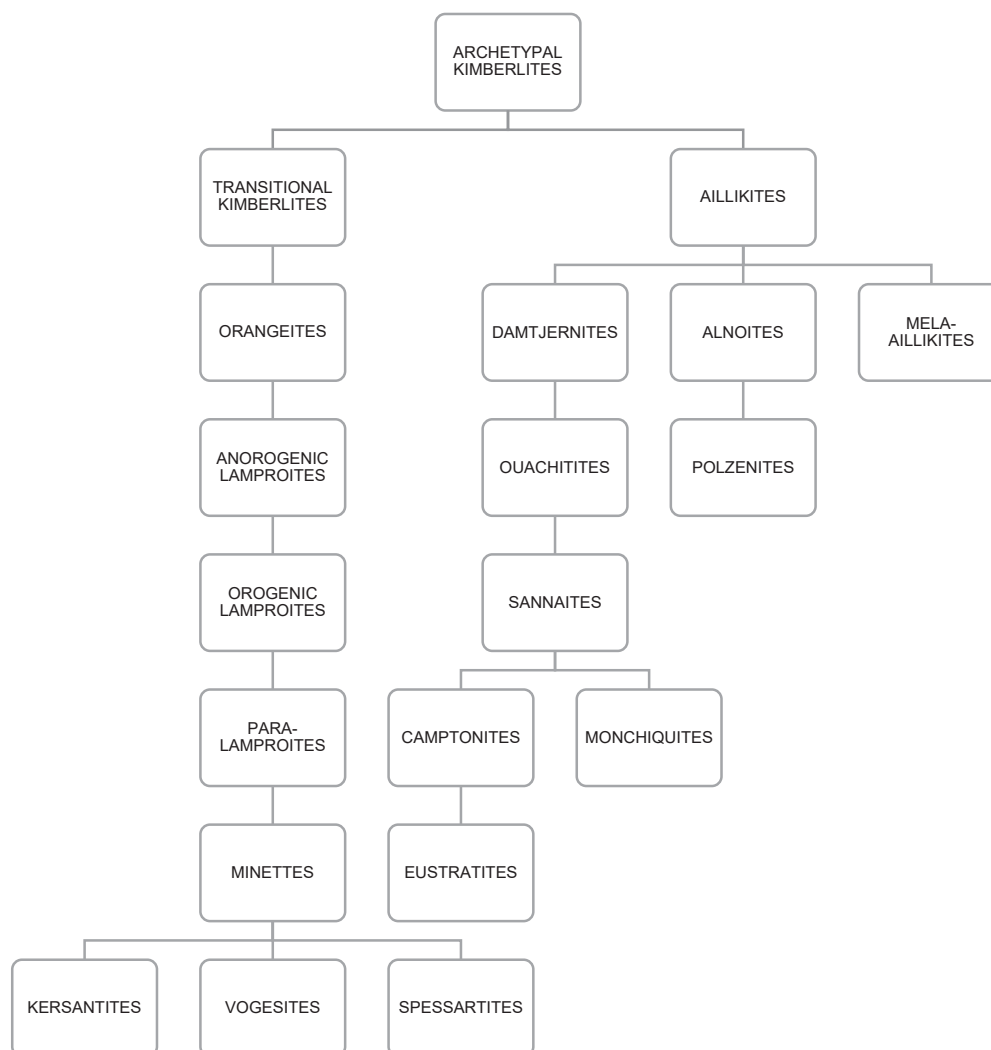 ARCHETYPAL
KIMBERLITES
TRANSITIONAL
KIMBERLITES
AILLIKITES
ORANGEITES
DAMTJERNITES
ALNOITES
MELA-
AILLIKITES
ANOROGENIC
LAMPROITES
OUACHITITES
POLZENITES
OROGENIC
LAMPROITES
SANNAITES
PARA-
LAMPROITES
CAMPTONITES
MONCHIQUITES
MINETTES
EUSTRATITES
KERSANTITES
VOGESITES
SPESSARTITES